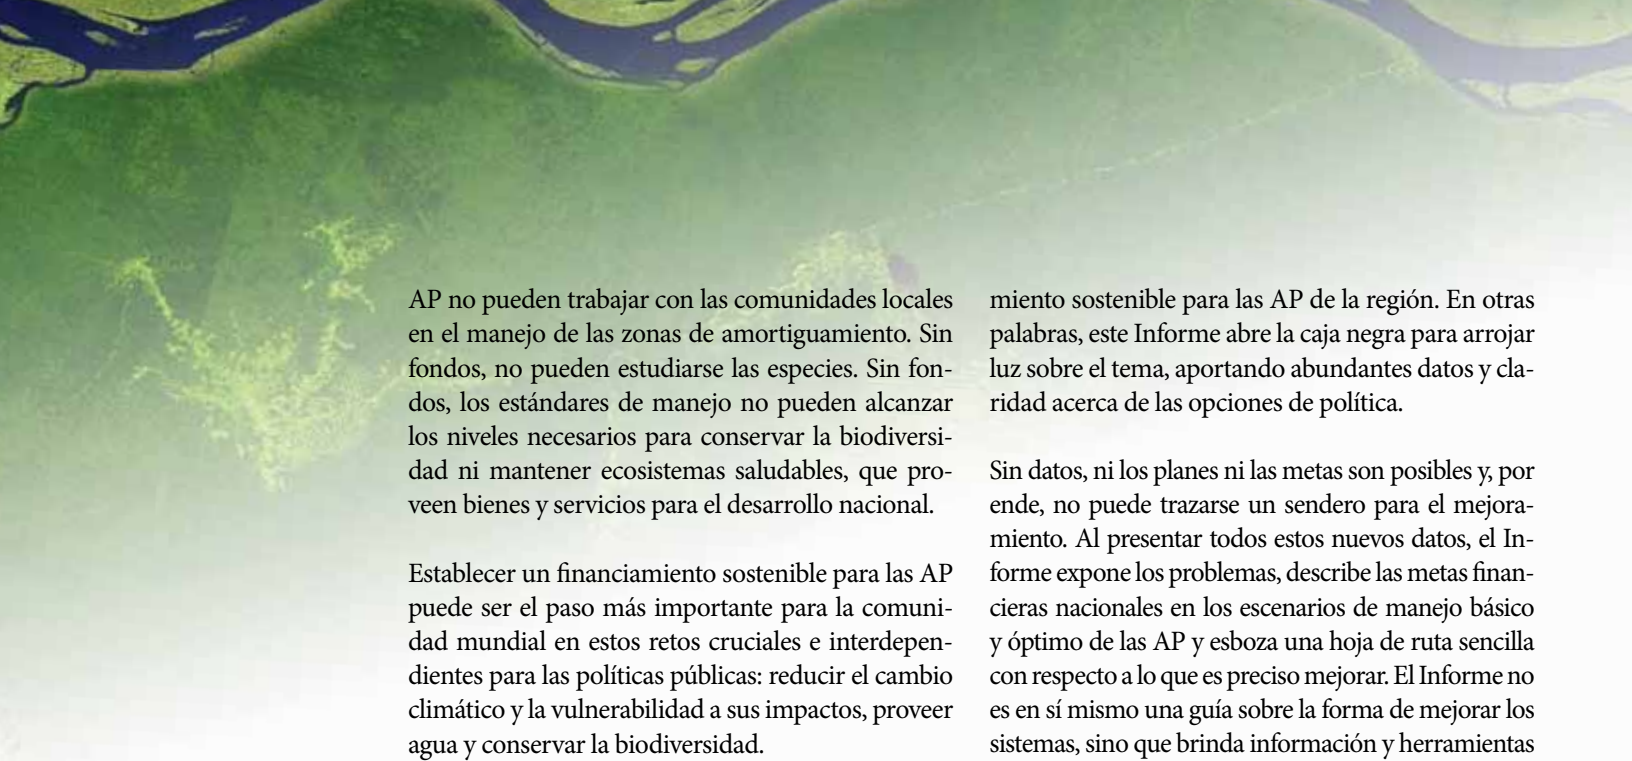 AP no pueden trabajar con las comunidades locales
en el manejo de las zonas de amortiguamiento. Sin
fondos, no pueden estudiarse las especies. Sin fon-
dos, los estándares de manejo no pueden alcanzar
los niveles necesarios para conservar la biodiversi-
dad ni mantener ecosistemas saludables, que pro-
veen bienes y servicios para el desarrollo nacional.
Establecer un financiamiento sostenible para las AP
puede ser el paso más importante para la comuni-
dad mundial en estos retos cruciales e interdepen-
dientes para las políticas públicas: reducir el cambio
climático y la vulnerabilidad a sus impactos, proveer
agua y conservar la biodiversidad.
miento sostenible para las AP de la región. En otras
palabras, este Informe abre la caja negra para arrojar
luz sobre el tema, aportando abundantes datos y cla-
ridad acerca de las opciones de política.
Sin datos, ni los planes ni las metas son posibles y, por
ende, no puede trazarse un sendero para el mejora-
miento. Al presentar todos estos nuevos datos, el In-
forme expone los problemas, describe las metas finan-
cieras nacionales en los escenarios de manejo básico
y óptimo de las AP y esboza una hoja de ruta sencilla
con respecto a lo que es preciso mejorar. El Informe no
es en sí mismo una guía sobre la forma de mejorar los
sistemas, sino que brinda información y herramientas